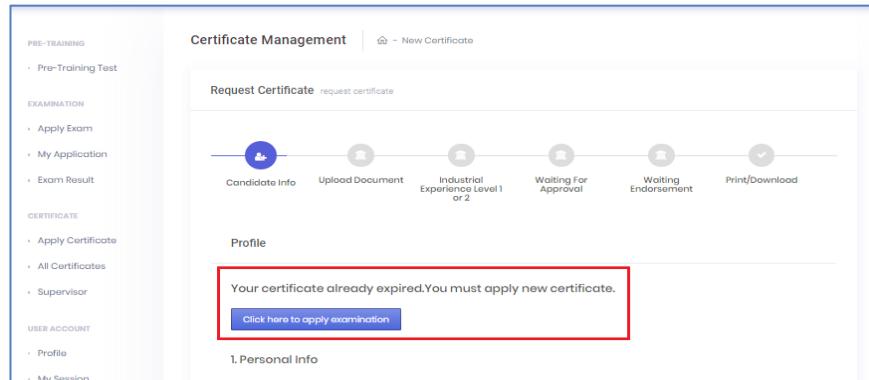 PRE-TRAINING
Pre-Training Test
EXAMINATION
Apply Exam
My Application
Exam Result
CERTIFICATE
Apply Certificate
All Certificates
Supervisor
USER ACCOUNT
Profile
My Session
Certificate Management
- New Certificate
Request Certificate request certificate
Candidate Info
Upload Document
Industrial
Experience Level 1
or 2
Waiting For
Approval
Waiting
Endorsement
Print/Download
Profile
Your certificate already expired.You must apply new certificate.
Click here to apply examination
1. Personal Info